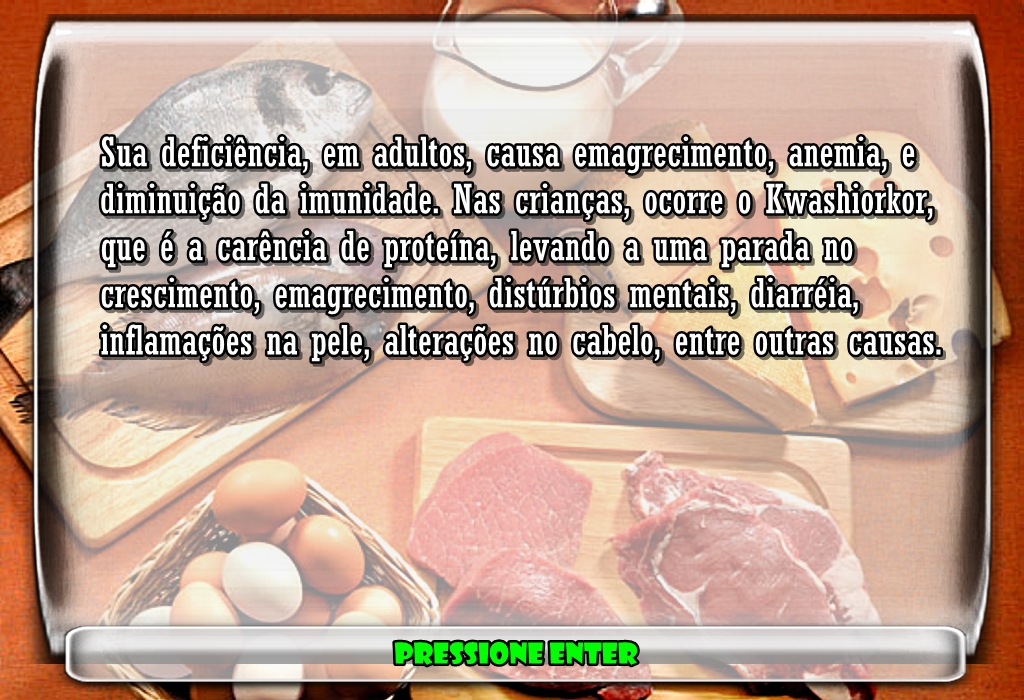 Sua deficiência, em adultos, causa emagrecimento, anemia, e
diminuição da imunidade. Nas crianças, ocorre o Kwashiorkor,
que é a carência de proteína, levando a uma parada no
crescimento, emagrecimento, distúrbios mentais, diarréia,
inflamações na pele, alterações no cabelo, entre outras causas.
PRESSIONE ENTER